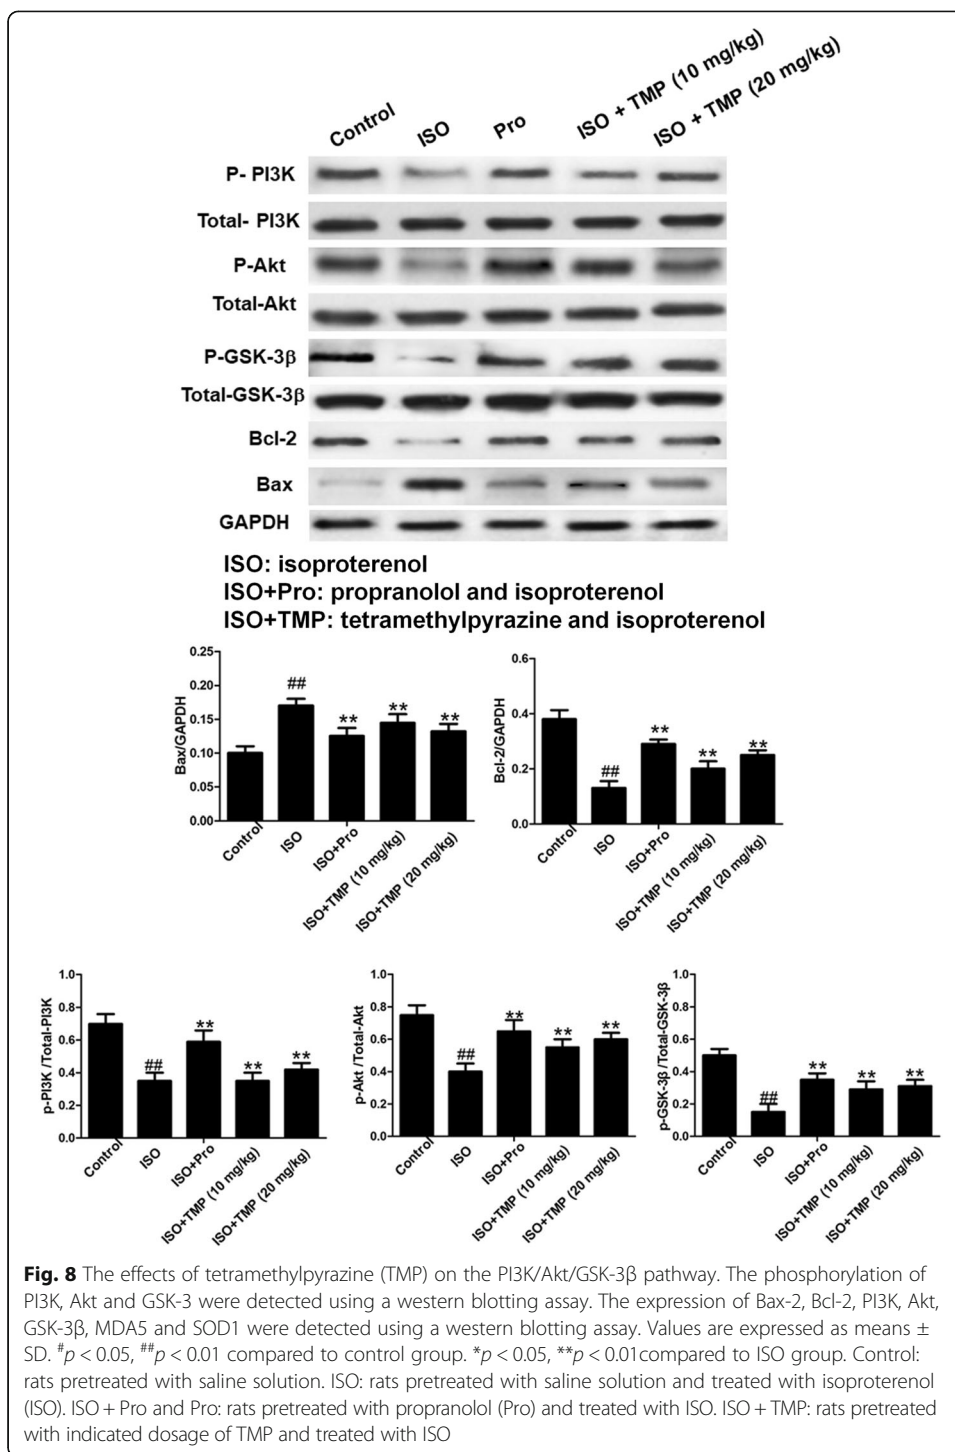 Control
ISO
Pro
ISO + TMP (10 mg/kg)
ISO + TMP (20 mg/kg)
P- PI3K
Total- PI3K
P-Akt
Total-Akt
P-GSK-3β
Total-GSK-3β
Bcl-2
Bax
GAPDH
ISO: isoproterenol
ISO+Pro: propranolol and isoproterenol
ISO+TMP: tetramethylpyrazine and isoproterenol
Bax/GAPDH
0.25
0.20
0.15
0.10
0.05
0.00
##
**
**
**
Control
ISO
ISO+Pro
ISO+TMP (10 mg/kg)
ISO+TMP (20 mg/kg)
Bcl-2/GAPDH
0.6
0.4
0.2
0.0
##
**
**
**
Control
ISO
ISO+Pro
ISO+TMP (10 mg/kg)
ISO+TMP (20 mg/kg)
p-PI3K /Total-PI3K
1.0
0.8
0.6
0.4
0.2
0.0
##
**
**
**
Control
ISO
ISO+Pro
ISO+TMP (10 mg/kg)
ISO+TMP (20 mg/kg)
p-Akt /Total-Akt
1.0
0.8
0.6
0.4
0.2
0.0
##
**
**
**
Control
ISO
ISO+Pro
ISO+TMP (10 mg/kg)
ISO+TMP (20 mg/kg)
p-GSK-3β /Total-GSK-3β
1.0
0.8
0.6
0.4
0.2
0.0
##
**
**
**
Control
ISO
ISO+Pro
ISO+TMP (10 mg/kg)
ISO+TMP (20 mg/kg)
Fig. 8 The effects of tetramethylpyrazine (TMP) on the PI3K/Akt/GSK-3β pathway. The phosphorylation of
PI3K, Akt and GSK-3 were detected using a western blotting assay. The expression of Bax-2, Bcl-2, PI3K, Akt,
GSK-3β, MDA5 and SOD1 were detected using a western blotting assay. Values are expressed as means ±
SD. #p < 0.05, ##p < 0.01 compared to control group. *p < 0.05, **p < 0.01compared to ISO group. Control:
rats pretreated with saline solution. ISO: rats pretreated with saline solution and treated with isoproterenol
(ISO). ISO + Pro and Pro: rats pretreated with propranolol (Pro) and treated with ISO. ISO + TMP: rats pretreated
with indicated dosage of TMP and treated with ISO